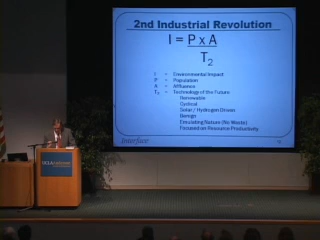 2nd Industrial Revolution
I = P x A
T2
I = Environmental Impact
P = Population
A = Affluence
T2 = Technology of the Future
Renewable
Cyclical
Solar / Hydrogen Driven
Benign
Emulating Nature (No Waste)
Focused on Resource Productivity
Interface
UCLA